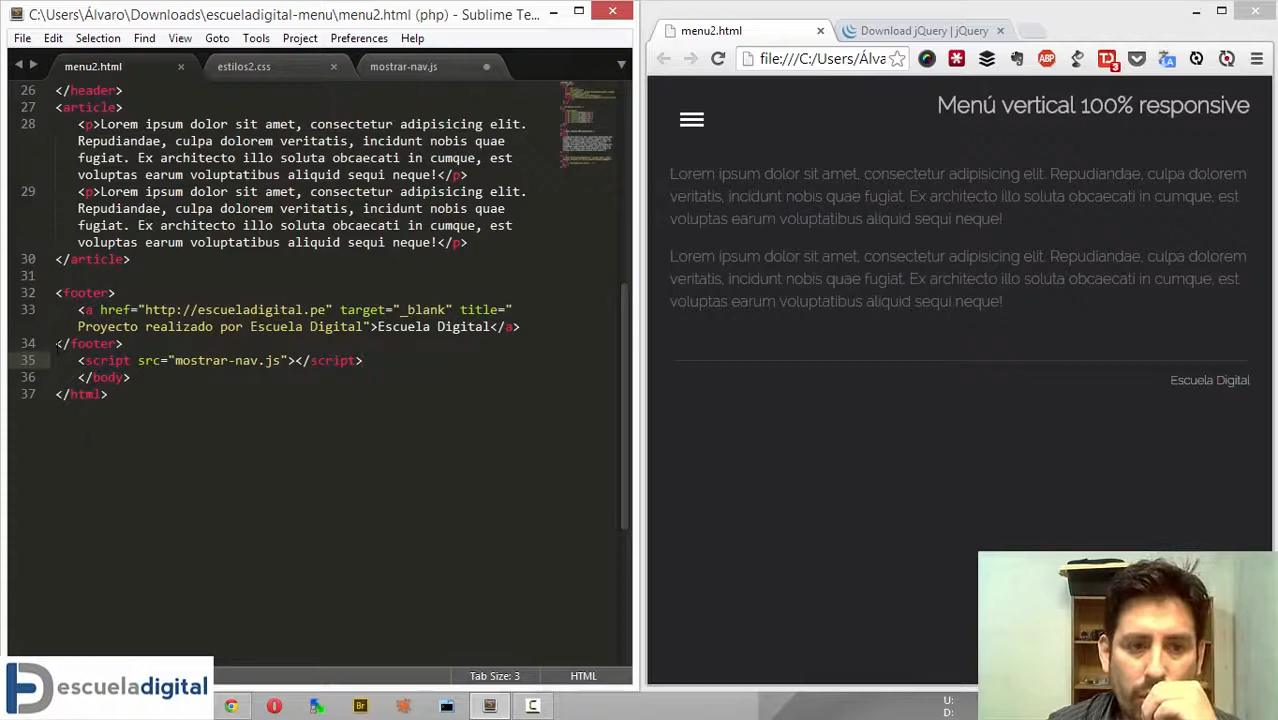 C:\Users\Álvaro\Downloads\escueladigital-menu\menu2.html (php) - Sublime Te...
File Edit Selection Find View Goto Tools Project Preferences Help
menu2.html estilos2.css mostrar-nav.js
26 </header>
27 <article>
28 <p>Lorem ipsum dolor sit amet, consectetur adipisicing elit.
Repudiandae, culpa dolorem veritatis, incidunt nobis quae
fugiat. Ex architecto illo soluta obcaecati in cumque, est
voluptas earum voluptatibus aliquid sequi neque!</p>
29 <p>Lorem ipsum dolor sit amet, consectetur adipisicing elit.
Repudiandae, culpa dolorem veritatis, incidunt nobis quae
fugiat. Ex architecto illo soluta obcaecati in cumque, est
voluptas earum voluptatibus aliquid sequi neque!</p>
30 </article>
31
32 <footer>
33 <a href="http://escueladigital.pe" target="_blank" title="
Proyecto realizado por Escuela Digital">Escuela Digital</a>
34 </footer>
35 <script src="mostrar-nav.js"></script>
36 </body>
37 </html>
Tab Size: 3 HTML
escueladigital
Br
menu2.html Download jQuery | jQuery
file:///C:/Users/Álva
ABP
3
Menú vertical 100% responsive
Lorem ipsum dolor sit amet, consectetur adipisicing elit. Repudiandae, culpa dolorem
veritatis, incidunt nobis quae fugiat. Ex architecto illo soluta obcaecati in cumque, est
voluptas earum voluptatibus aliquid sequi neque!
Lorem ipsum dolor sit amet, consectetur adipisicing elit. Repudiandae, culpa dolorem
veritatis, incidunt nobis quae fugiat. Ex architecto illo soluta obcaecati in cumque, est
voluptas earum voluptatibus aliquid sequi neque!
Escuela Digital
U:
D: